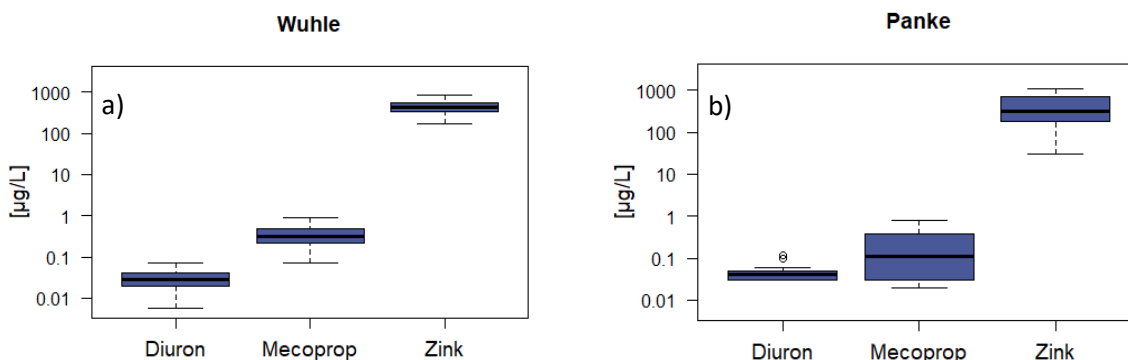 Wuhle
a)
[µg/L]
1000
100
10
1
0.1
0.01
Diuron Mecoprop Zink
Panke
b)
[µg/L]
1000
100
10
1
0.1
0.01
Diuron Mecoprop Zink